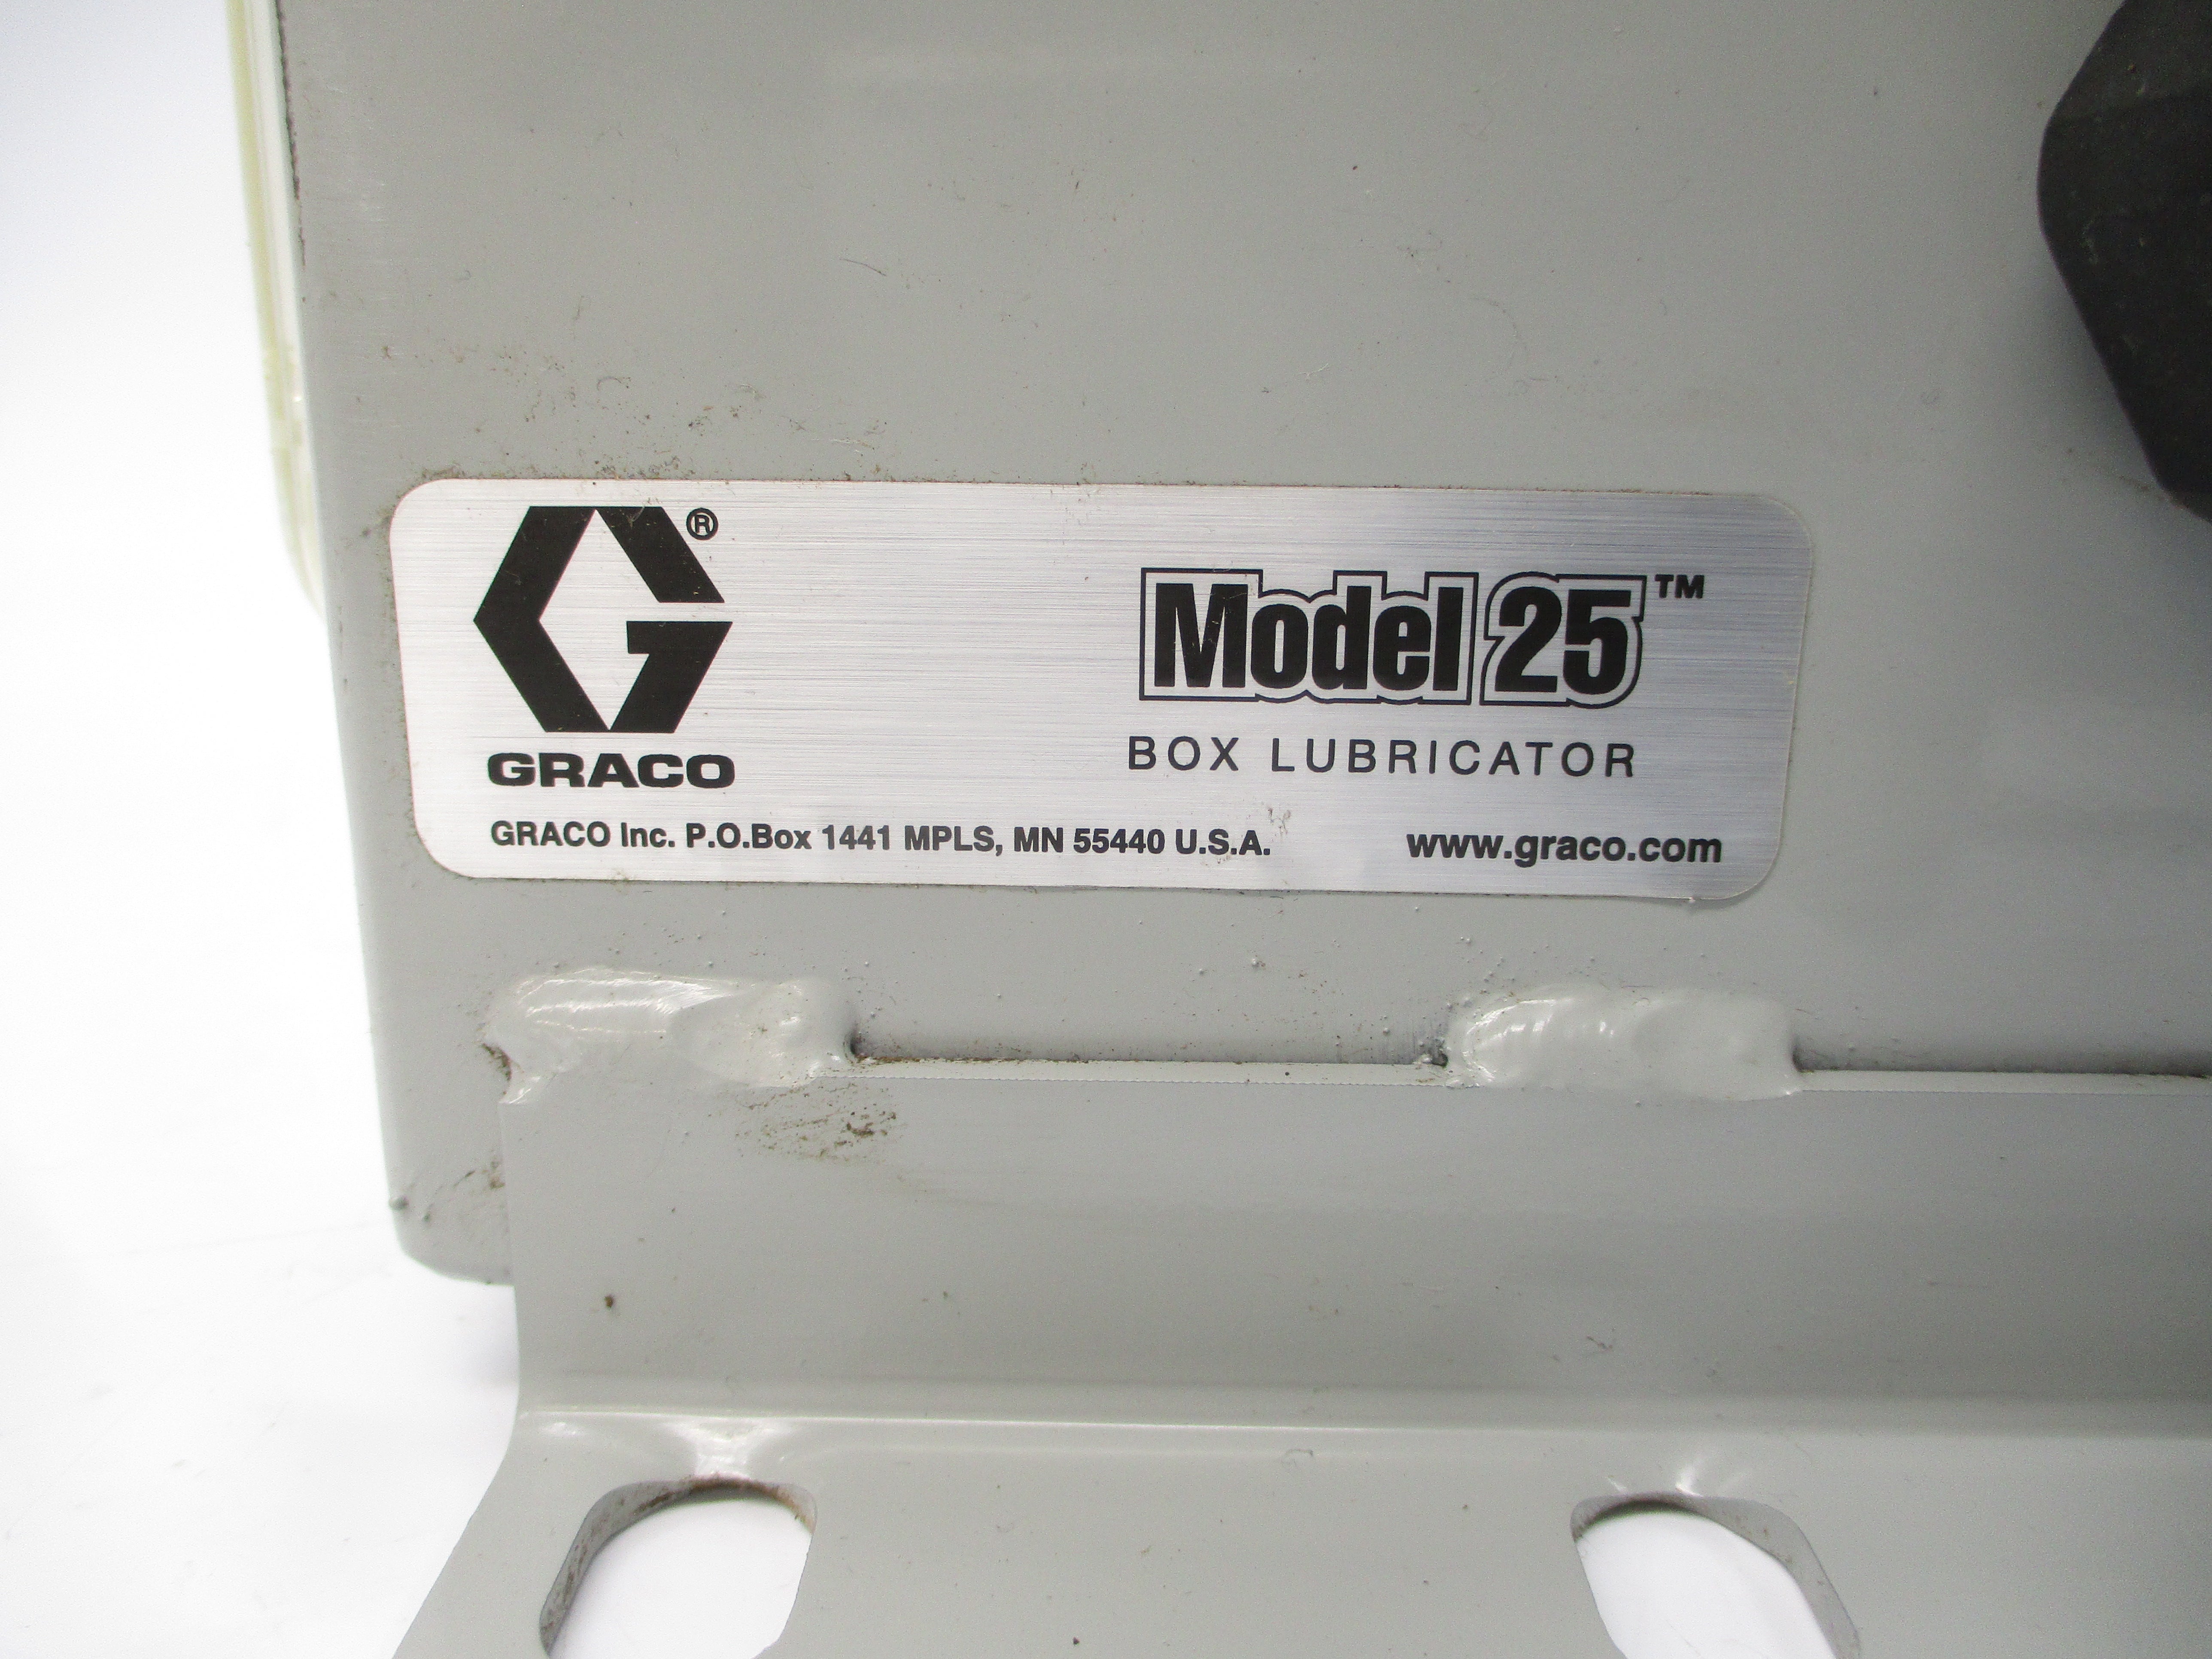 ®
GRACO
Model 25™
BOX LUBRICATOR
GRACO Inc. P.O.Box 1441 MPLS, MN 55440 U.S.A.
www.graco.com